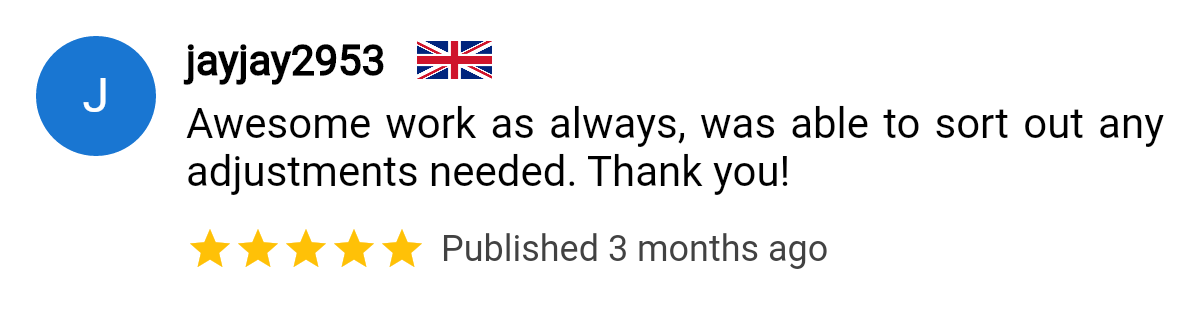 J
jayjay2953
Awesome work as always, was able to sort out any
adjustments needed. Thank you!
Published 3 months ago